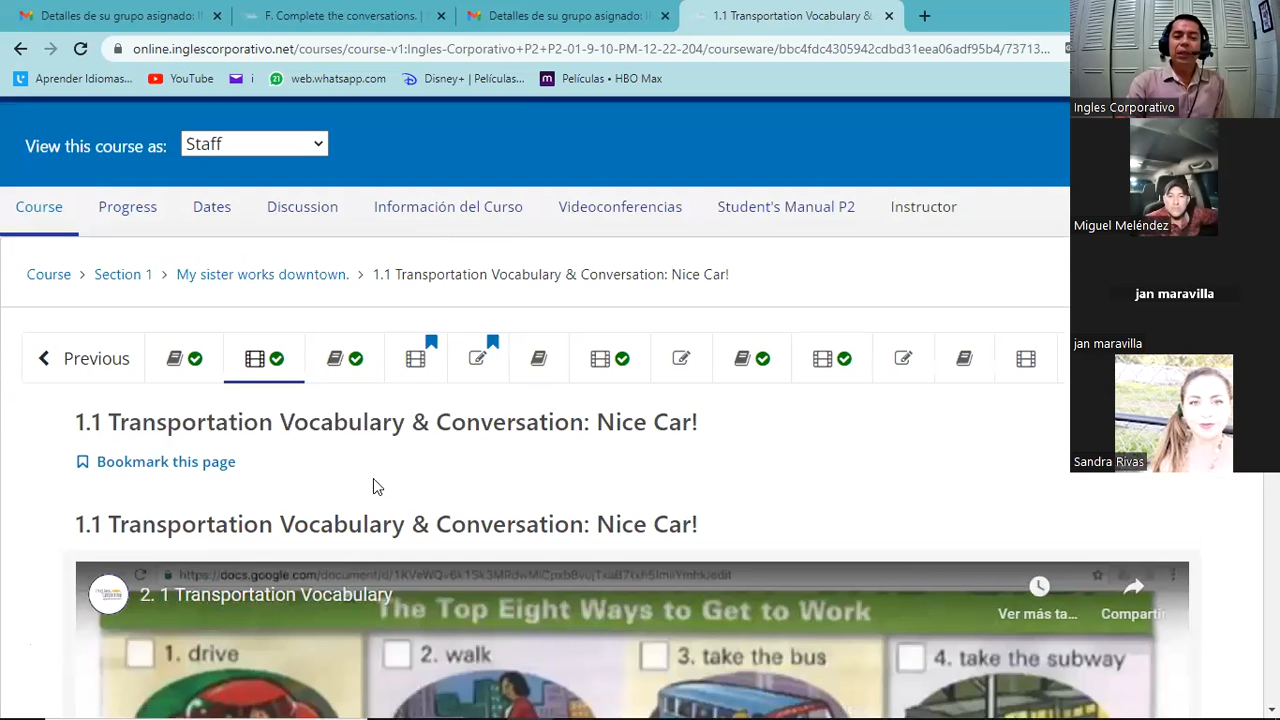 Detalles de su grupo asignado: I
F. Complete the conversations. |
Detalles de su grupo asignado: I
1.1 Transportation Vocabulary &
online.inglescorporativo.net/courses/course-v1:Ingles-Corporativo+P2+P2-01-9-10-PM-12-22-204/courseware/bbc4fdc4305942cdbd31eea06adf95b4/73713...
Aprender Idiomas...
YouTube
i
web.whatsapp.com
Disney+ | Películas...
Películas • HBO Max
Ingles Corporativo
View this course as:
Staff
Course
Progress
Dates
Discussion
Información del Curso
Videoconferencias
Student's Manual P2
Instructor
Miguel Meléndez
Course > Section 1 > My sister works downtown. > 1.1 Transportation Vocabulary & Conversation: Nice Car!
jan maravilla
jan maravilla
Previous
1.1 Transportation Vocabulary & Conversation: Nice Car!
Bookmark this page
Sandra Rivas
1.1 Transportation Vocabulary & Conversation: Nice Car!
2. 1 Transportation Vocabulary
The Top Eight Ways to Get to Work
Ver más ta...
Compartir
1. drive
2. walk
3. take the bus
4. take the subway